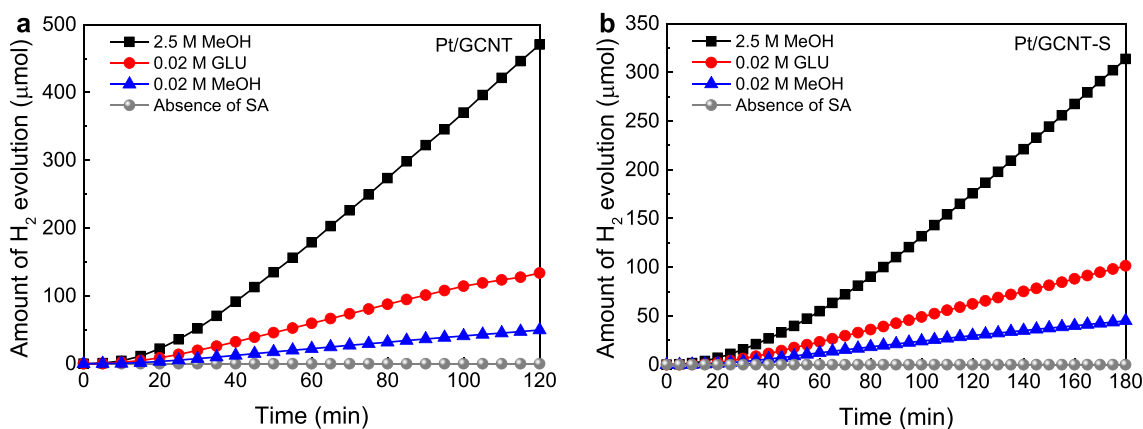 a
Pt/GCNT
2.5 M MeOH
0.02 M GLU
0.02 M MeOH
Absence of SA
Amount of H₂ evolution (μmol)
500
400
300
200
100
0
0 20 40 60 80 100 120
Time (min)
b
Pt/GCNT-S
2.5 M MeOH
0.02 M GLU
0.02 M MeOH
Absence of SA
Amount of H₂ evolution (μmol)
350
300
250
200
150
100
50
0
0 20 40 60 80 100 120 140 160 180
Time (min)